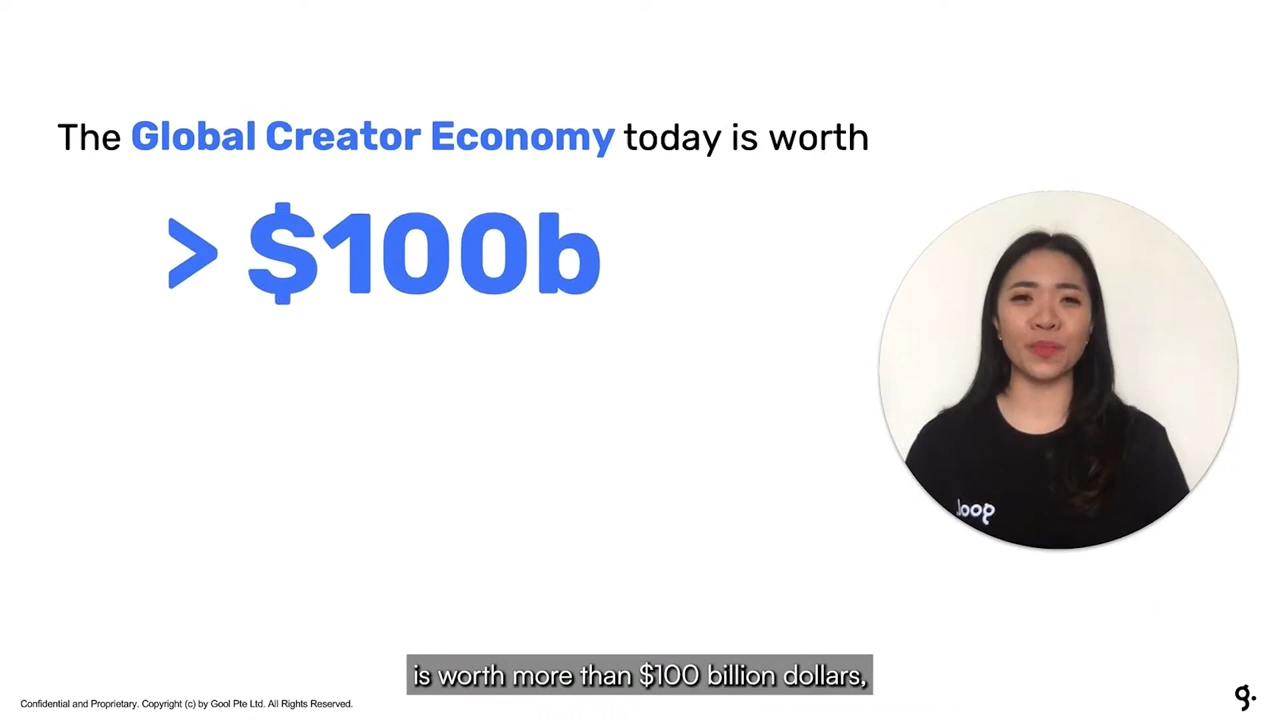 The Global Creator Economy today is worth
> $100b
loop
is worth more than $100 billion dollars,
Confidential and Proprietary. Copyright (c) by Gool Pte Ltd. All Rights Reserved.
g.